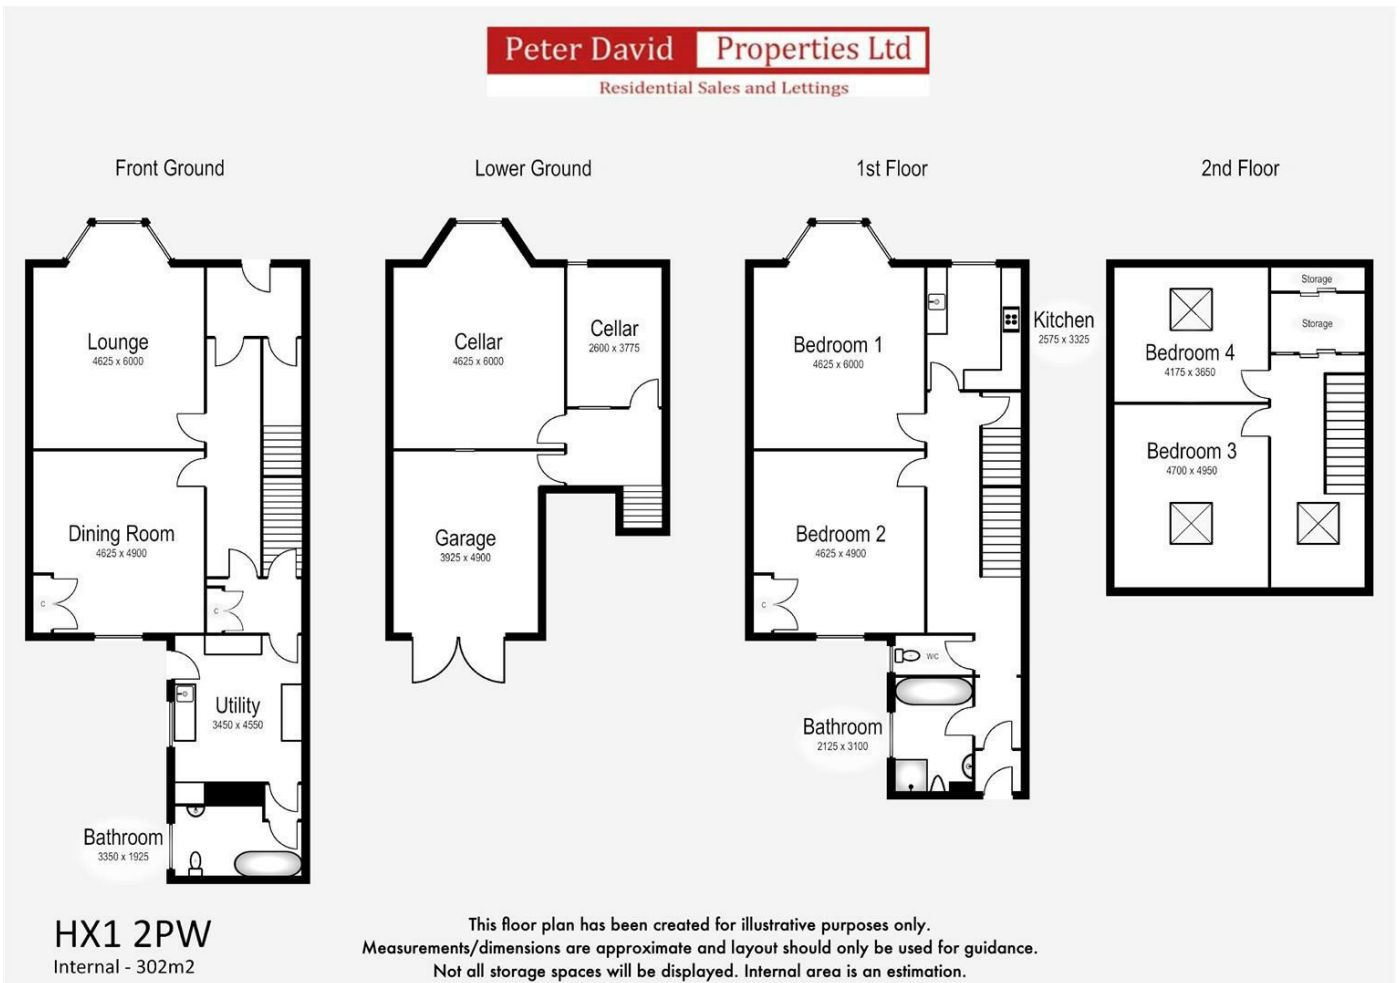 Peter David Properties Ltd
Residential Sales and Lettings
Front Ground
Lower Ground
1st Floor
2nd Floor
Lounge
4625 x 6000
Dining Room
4625 x 4900
C
C
Utility
3450 x 4550
Bathroom
3350 x 1925
Cellar
4625 x 6000
Cellar
2600 x 3775
Garage
3925 x 4900
Bedroom 1
4625 x 6000
Kitchen
2575 x 3325
Bedroom 2
4625 x 4900
C
WC
Bathroom
2125 x 3100
Storage
Storage
Bedroom 4
4175 x 3650
Bedroom 3
4700 x 4950
HX1 2PW
Internal - 302m2
This floor plan has been created for illustrative purposes only.
Measurements/dimensions are approximate and layout should only be used for guidance.
Not all storage spaces will be displayed. Internal area is an estimation.